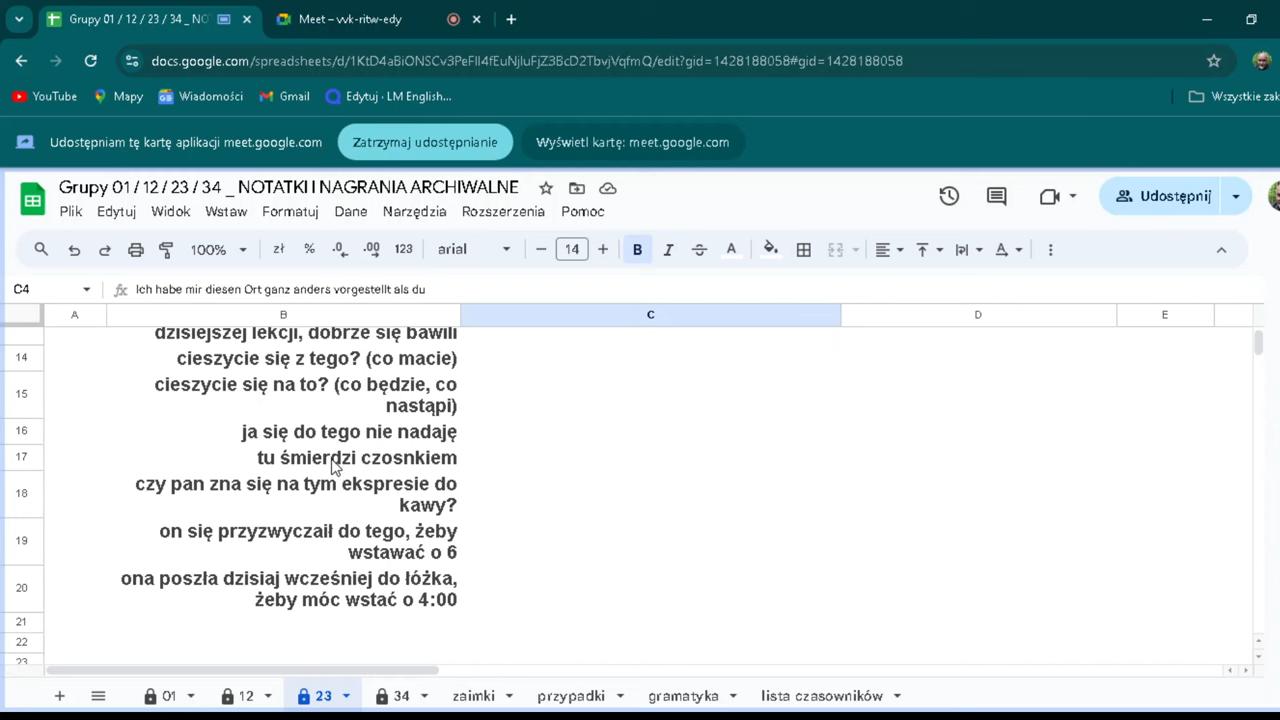 Grupy 01 / 12 / 23 / 34 _ NO
Meet – vvk-ritw-edy
docs.google.com/spreadsheets/d/1KtD4aBiONSCv3PeFlI4fEuNjluFjZ3BcD2TbvjVqfmQ/edit?gid=1428188058#gid=1428188058
YouTube
Mapy
Wiadomości
Gmail
Edytuj · LM English...
Wszystkie zak
Udostępniam tę kartę aplikacji meet.google.com
Zatrzymaj udostępnianie
Wyświetl kartę: meet.google.com
Grupy 01 / 12 / 23 / 34 _ NOTATKI I NAGRANIA ARCHIWALNE
Plik Edytuj Widok Wstaw Formatuj Dane Narzędzia Rozszerzenia Pomoc
Udostępnij
100% zł % .0 .00 123 arial 14 B I A
C4 fx Ich habe mir diesen Ort ganz anders vorgestellt als du
A B C D E
dzisiejszej lekcji, dobrze się bawili
14 cieszycie się z tego? (co macie)
15 cieszycie się na to? (co będzie, co
nastąpi)
16 ja się do tego nie nadaję
17 tu śmierdzi czosnkiem
18 czy pan zna się na tym ekspresie do
kawy?
19 on się przyzwyczaił do tego, żeby
wstawać o 6
20 ona poszła dzisiaj wcześniej do łóżka,
żeby móc wstać o 4:00
21
22
23
01 12 23 34 zaimki przypadki gramatyka lista czasowników